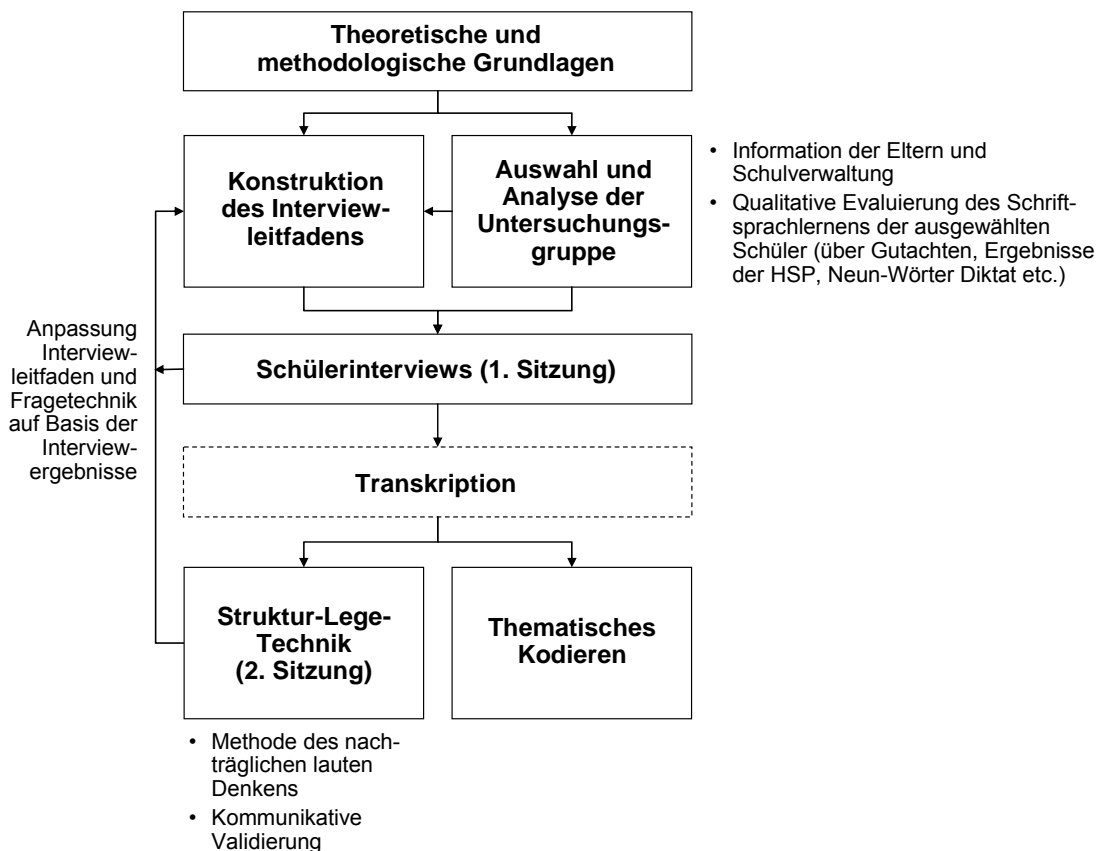 Theoretische und
methodologische Grundlagen
Konstruktion
des Interview-
leitfadens
Auswahl und
Analyse der
Untersuchungs-
gruppe
• Information der Eltern und
Schulverwaltung
• Qualitative Evaluierung des Schrift-
sprachlernens der ausgewählten
Schüler (über Gutachten, Ergebnisse
der HSP, Neun-Wörter Diktat etc.)
Anpassung
Interview-
leitfaden und
Fragetechnik
auf Basis der
Interview-
ergebnisse
Schülerinterviews (1. Sitzung)
Transkription
Struktur-Lege-
Technik
(2. Sitzung)
Thematisches
Kodieren
• Methode des nach-
träglichen lauten
Denkens
• Kommunikative
Validierung